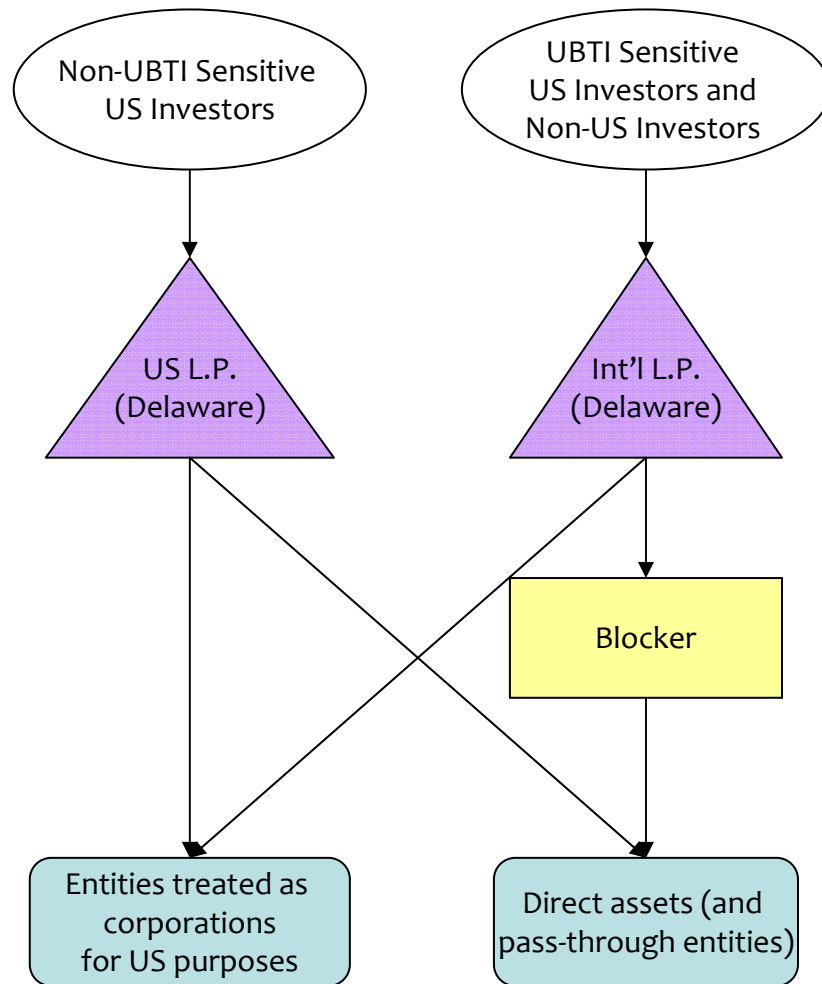 Non-UBTI Sensitive
US Investors
UBTI Sensitive
US Investors and
Non-US Investors
US L.P.
(Delaware)
Int’l L.P.
(Delaware)
Blocker
Entities treated as
corporations
for US purposes
Direct assets (and
pass-through entities)